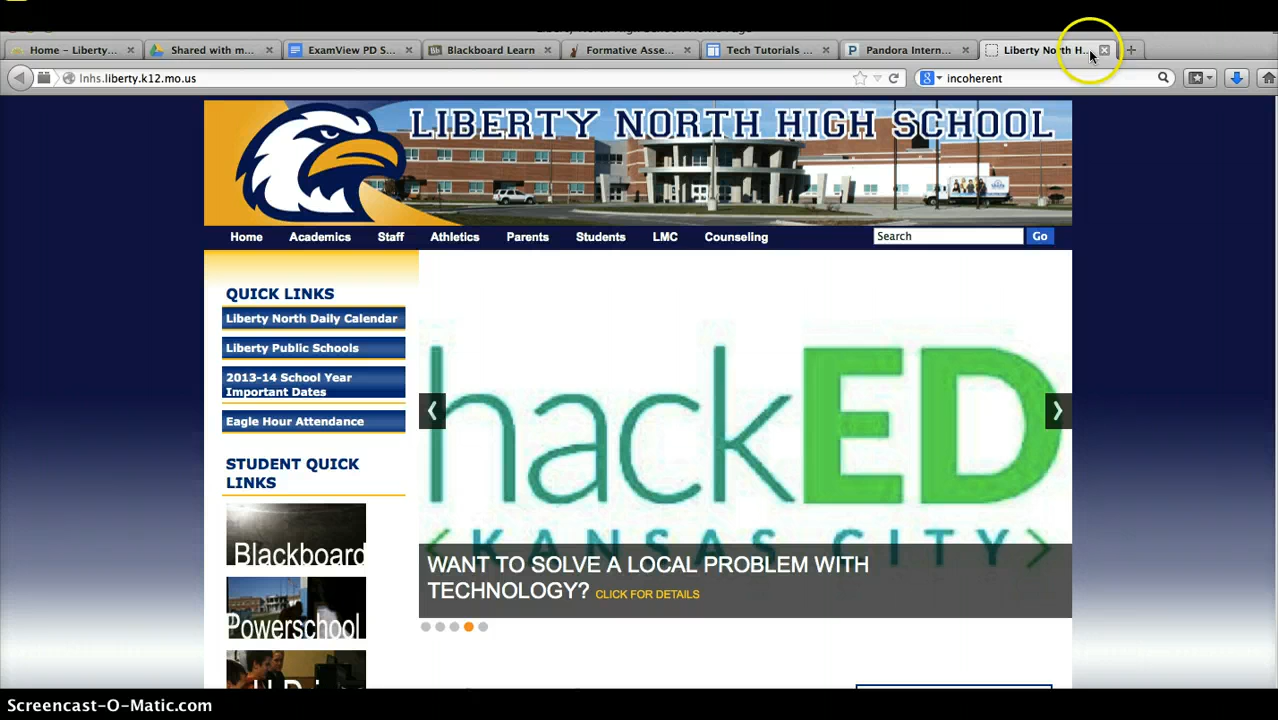 Home – Liberty...
Shared with m...
ExamView PD S...
Blackboard Learn
Formative Asse...
Tech Tutorials ...
Pandora Intern...
Liberty North H...
lnhs.liberty.k12.mo.us
incoherent
LIBERTY NORTH HIGH SCHOOL
Home Academics Staff Athletics Parents Students LMC Counseling
Search Go
QUICK LINKS
Liberty North Daily Calendar
Liberty Public Schools
2013-14 School Year
Important Dates
Eagle Hour Attendance
STUDENT QUICK
LINKS
Blackboard
Powerschool
hackED
<KANSAS CITY>
WANT TO SOLVE A LOCAL PROBLEM WITH
TECHNOLOGY? CLICK FOR DETAILS
Screencast-O-Matic.com